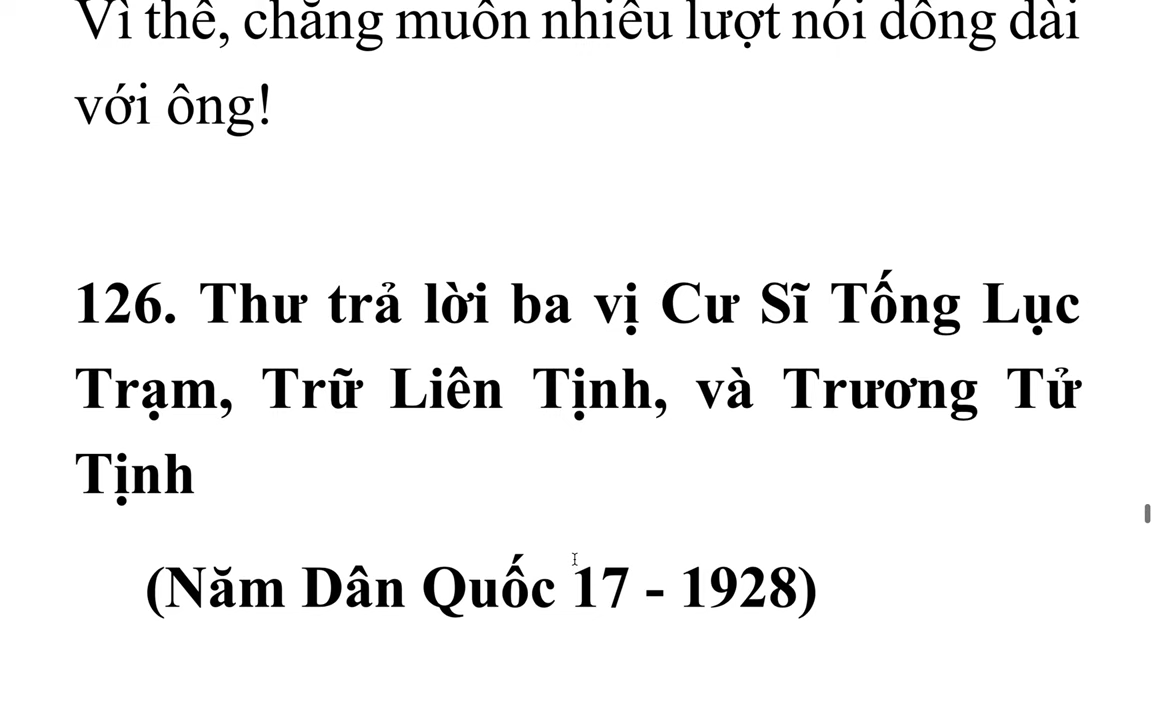 Vì thế, chẳng muốn nhiều lượt nói dông dài
với ông!
126. Thư trả lời ba vị Cư Sĩ Tống Lục
Trạm, Trữ Liên Tịnh, và Trương Tử
Tịnh
(Năm Dân Quốc 17 - 1928)